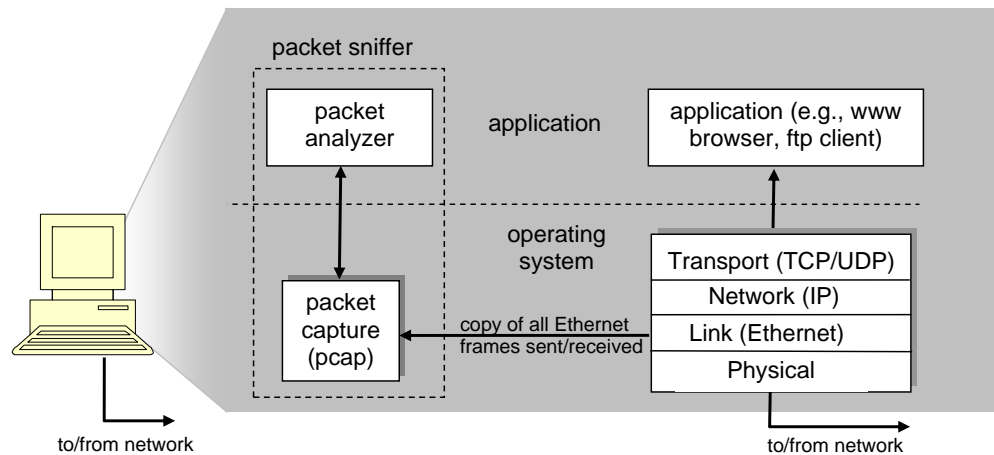 packet sniffer
packet
analyzer
application
application (e.g., www
browser, ftp client)
operating
system
packet
capture
(pcap)
copy of all Ethernet
frames sent/received
Transport (TCP/UDP)
Network (IP)
Link (Ethernet)
Physical
to/from network
to/from network